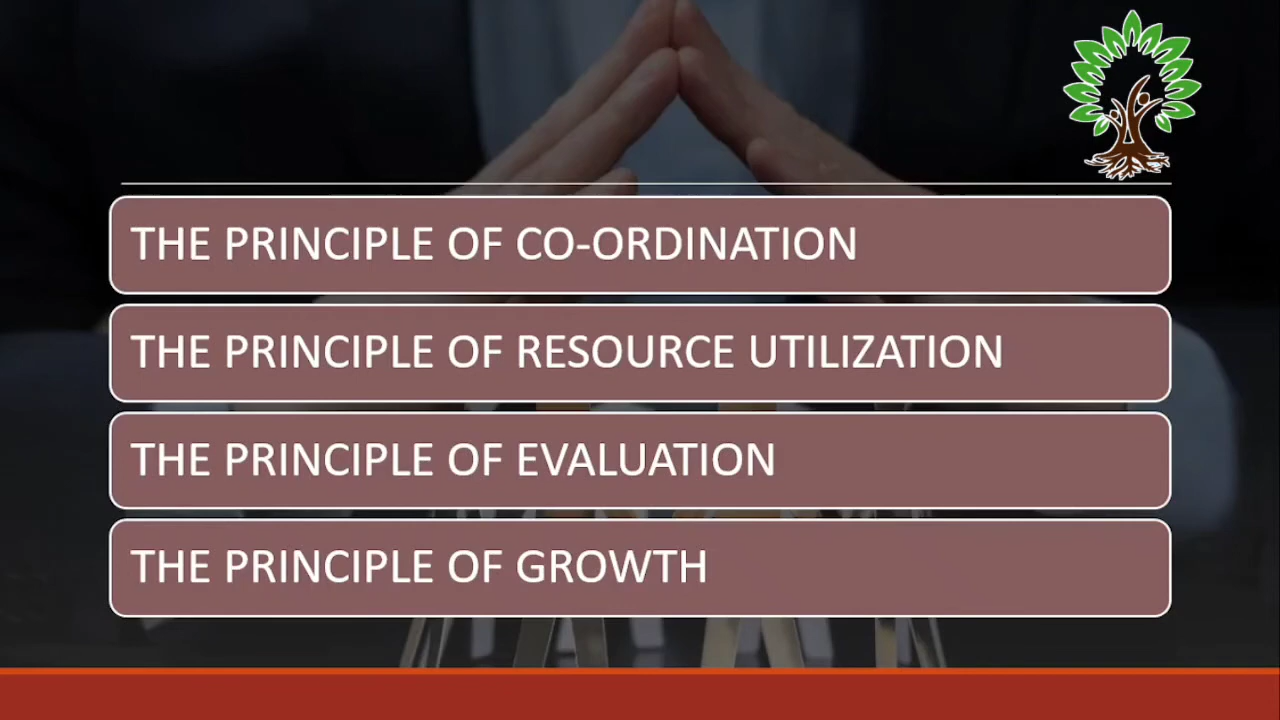 THE PRINCIPLE OF CO-ORDINATION
THE PRINCIPLE OF RESOURCE UTILIZATION
THE PRINCIPLE OF EVALUATION
THE PRINCIPLE OF GROWTH